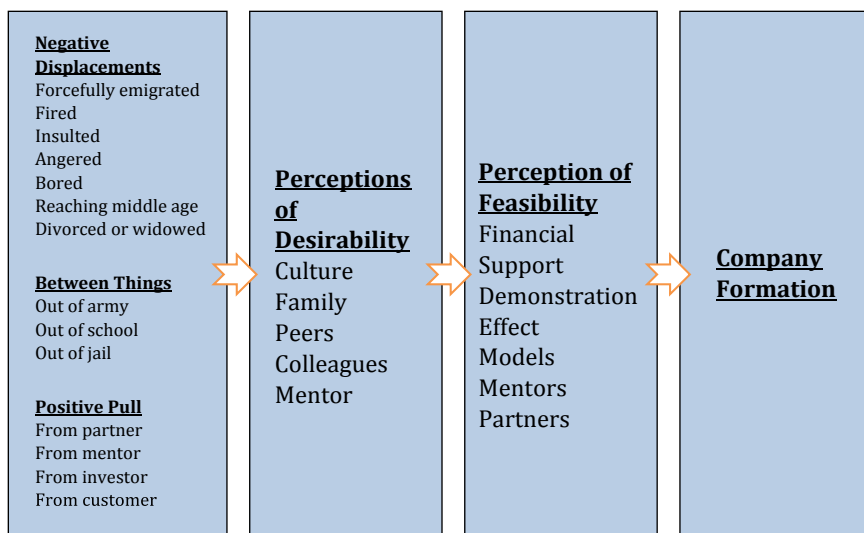 Negative
Displacements
Forcefully emigrated
Fired
Insulted
Angered
Bored
Reaching middle age
Divorced or widowed
Between Things
Out of army
Out of school
Out of jail
Positive Pull
From partner
From mentor
From investor
From customer
Perceptions
of
Desirability
Culture
Family
Peers
Colleagues
Mentor
Perception of
Feasibility
Financial
Support
Demonstration
Effect
Models
Mentors
Partners
Company
Formation